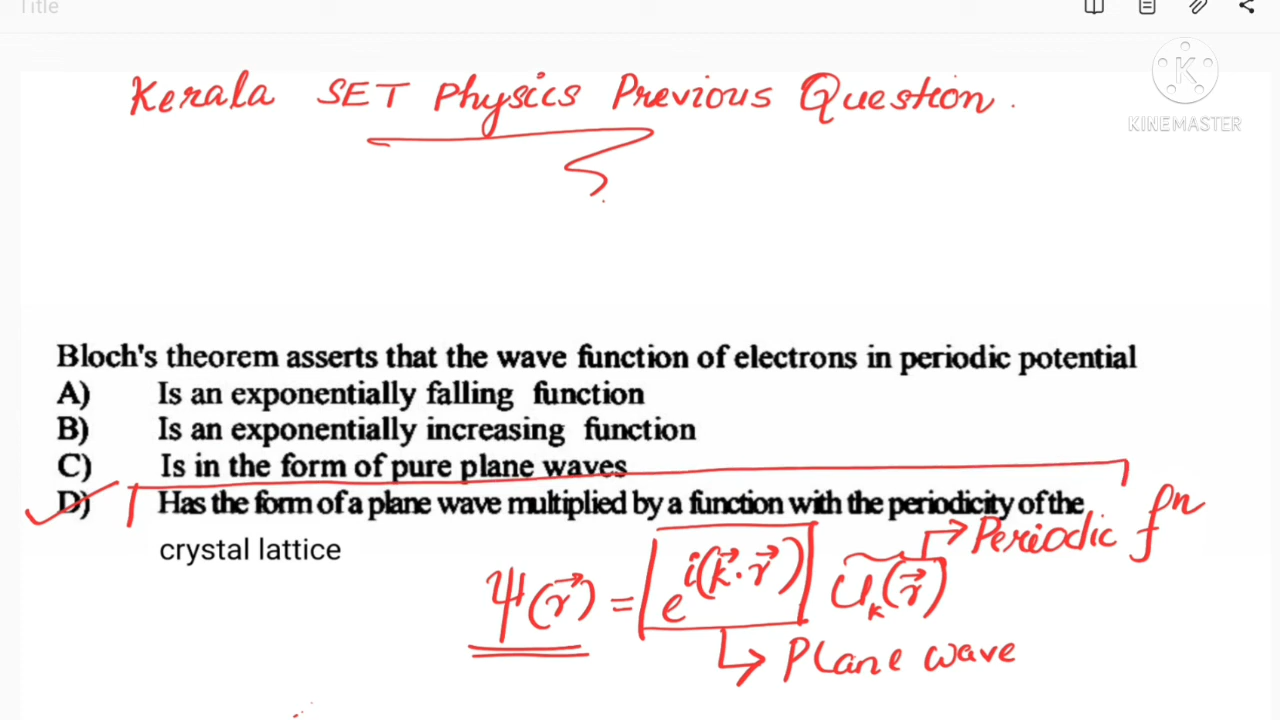 Title
Kerala SET Physics Previous Question.
K
KINEMASTER
Bloch's theorem asserts that the wave function of electrons in periodic potential
A) Is an exponentially falling function
B) Is an exponentially increasing function
C) Is in the form of pure plane waves
D) Has the form of a plane wave multiplied by a function with the periodicity of the
crystal lattice
Periodic fn
ψ(r⃗) = e^{i(k⃗·r⃗)} U_k(r⃗)
Plane wave